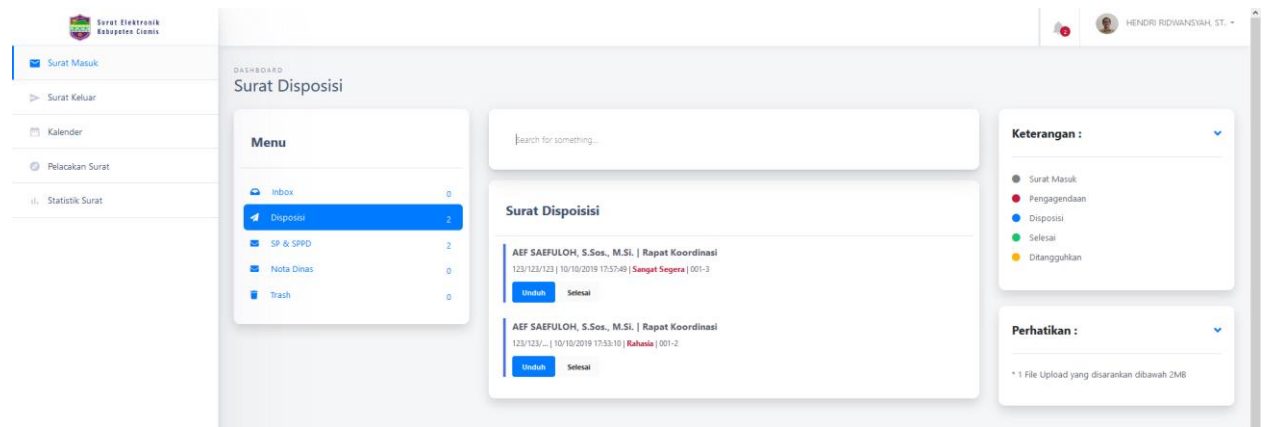 Surat Elektronik
Kabupaten Ciamis
2
HENDRI RIDWANSYAH, ST.
Surat Masuk
Surat Keluar
Kalender
Pelacakan Surat
Statistik Surat
DASHBOARD
Surat Disposisi
Menu
Inbox 0
Disposisi 2
SP & SPPD 2
Nota Dinas 0
Trash 0
Search for something...
Surat Dispoisisi
AEF SAEFULOH, S.Sos., M.Si. | Rapat Koordinasi
123/123/123 | 10/10/2019 17:57:49 | Sangat Segera | 001-3
Unduh Selesai
AEF SAEFULOH, S.Sos., M.Si. | Rapat Koordinasi
123/123/... | 10/10/2019 17:53:10 | Rahasia | 001-2
Unduh Selesai
Keterangan :
Surat Masuk
Pengagendaan
Disposisi
Selesai
Ditangguhkan
Perhatikan :
* 1 File Upload yang disarankan dibawah 2MB